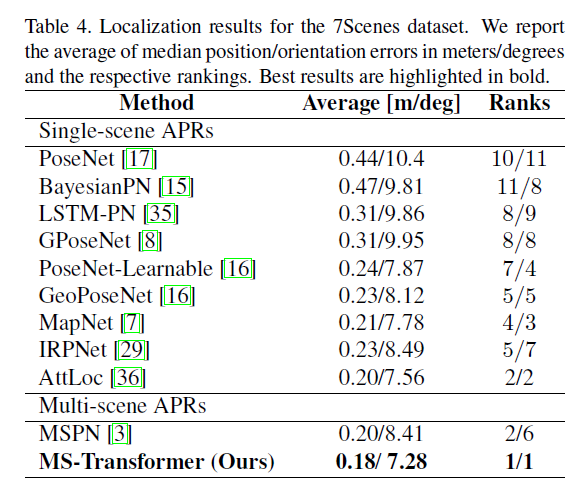 Table 4. Localization results for the 7Scenes dataset. We report
the average of median position/orientation errors in meters/degrees
and the respective rankings. Best results are highlighted in bold.
Method Average [m/deg] Ranks
Single-scene APRs
PoseNet [17] 0.44/10.4 10/11
BayesianPN [15] 0.47/9.81 11/8
LSTM-PN [35] 0.31/9.86 8/9
GPoseNet [8] 0.31/9.95 8/8
PoseNet-Learnable [16] 0.24/7.87 7/4
GeoPoseNet [16] 0.23/8.12 5/5
MapNet [7] 0.21/7.78 4/3
IRPNet [29] 0.23/8.49 5/7
AttLoc [36] 0.20/7.56 2/2
Multi-scene APRs
MSPN [3] 0.20/8.41 2/6
MS-Transformer (Ours) 0.18/ 7.28 1/1